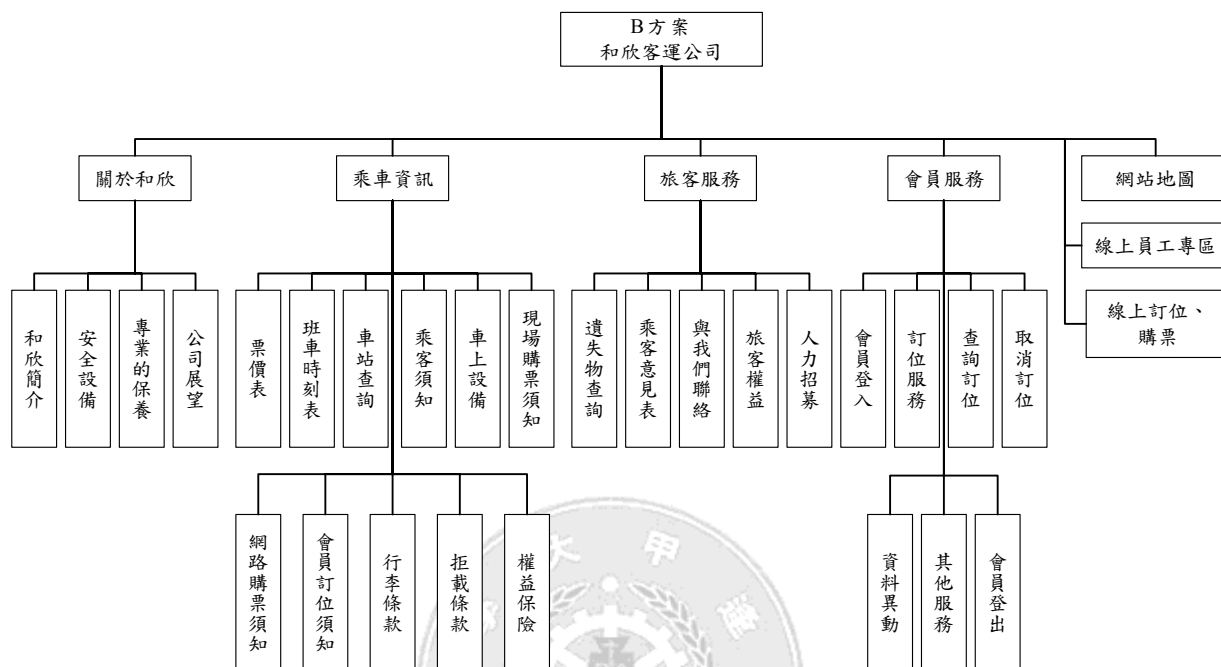 B方案
和欣客運公司
關於和欣
乘車資訊
旅客服務
會員服務
網站地圖
線上員工專區
線上訂位、
購票
和欣簡介
安全設備
專業的保養
公司展望
票價表
班車時刻表
車站查詢
乘客須知
車上設備
現場購票須知
遺失物查詢
乘客意見表
與我們聯絡
旅客權益
人力招募
會員登入
訂位服務
查詢訂位
取消訂位
網路購票須知
會員訂位須知
行李條款
拒載條款
權益保險
資料異動
其他服務
會員登出
大
甲
逢